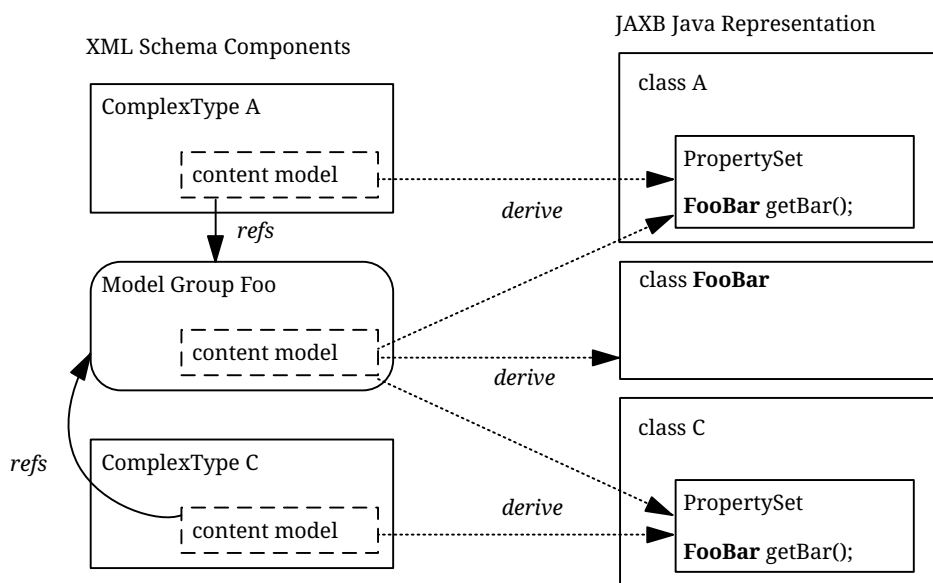 XML Schema Components
JAXB Java Representation
ComplexType A
content model
refs
derive
class A
PropertySet
FooBar getBar();
Model Group Foo
content model
derive
class FooBar
refs
ComplexType C
content model
derive
class C
PropertySet
FooBar getBar();